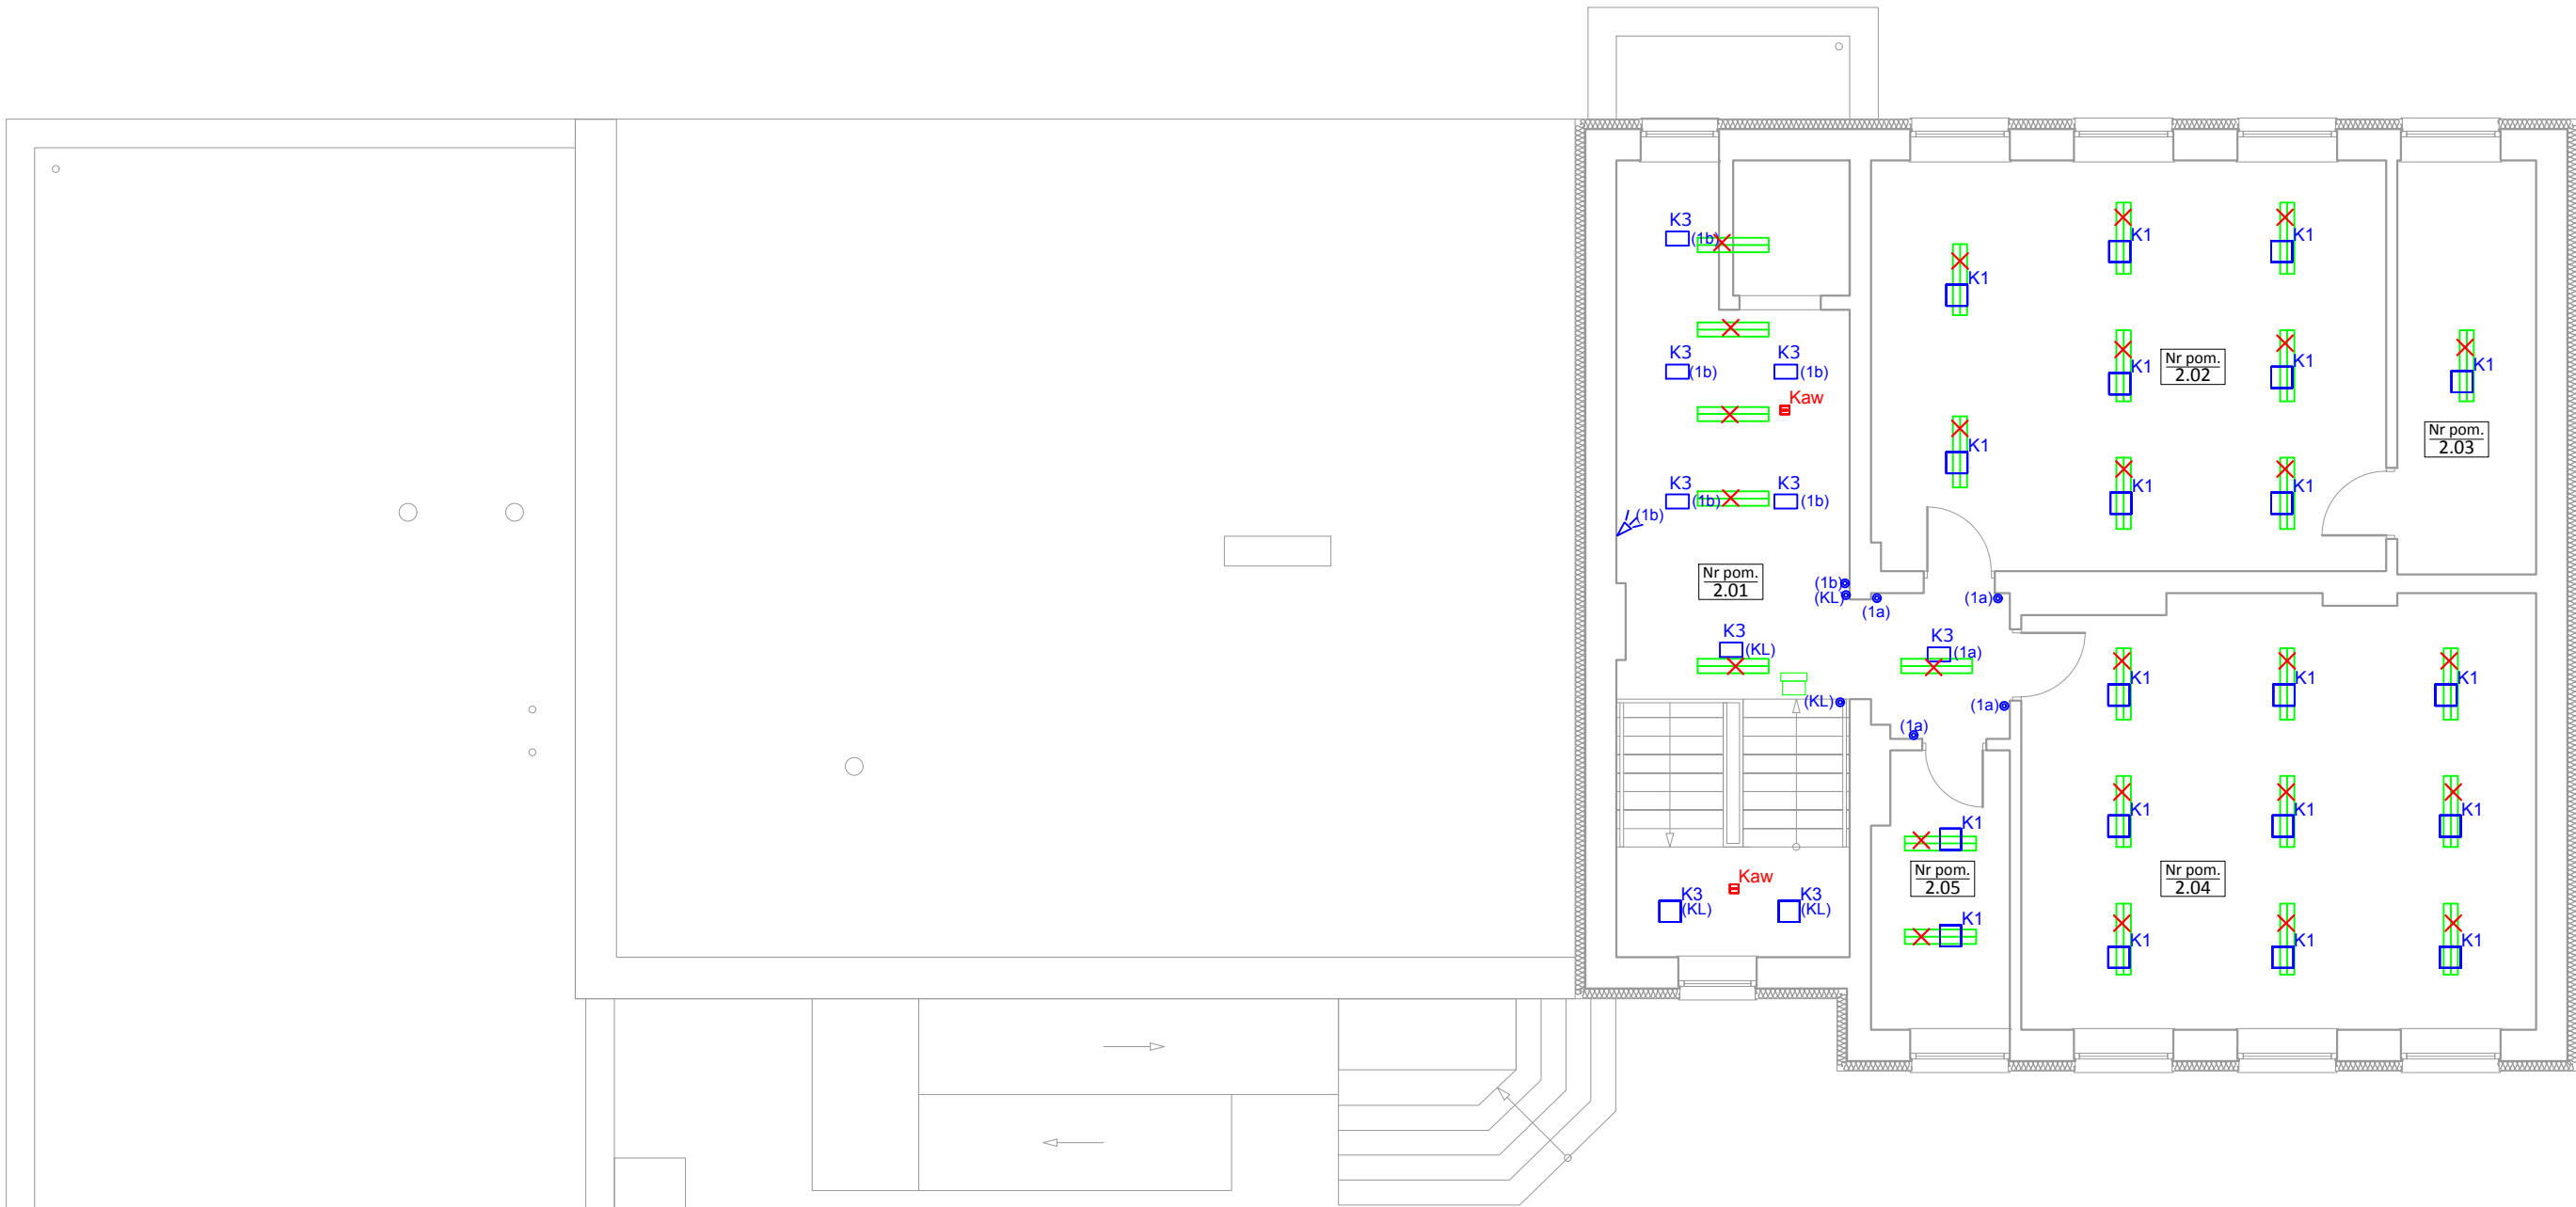 K3
(1b)
K3
(1b)
K3
(1b)
Kaw
K3
(1b)
K3
(1b)
(1b)
Nr pom.
2.01
(1b)
(KL)
(1a)
(1a)
K3
(KL)
K3
(1a)
(KL)
(1a)
(1a)
Kaw
K3
(KL)
K3
(KL)
K1
K1
K1
K1
K1
Nr pom.
2.02
K1
K1
K1
K1
Nr pom.
2.03
K1
K1
K1
K1
K1
K1
K1
Nr pom.
2.05
K1
Nr pom.
2.04
K1
K1
K1
K1